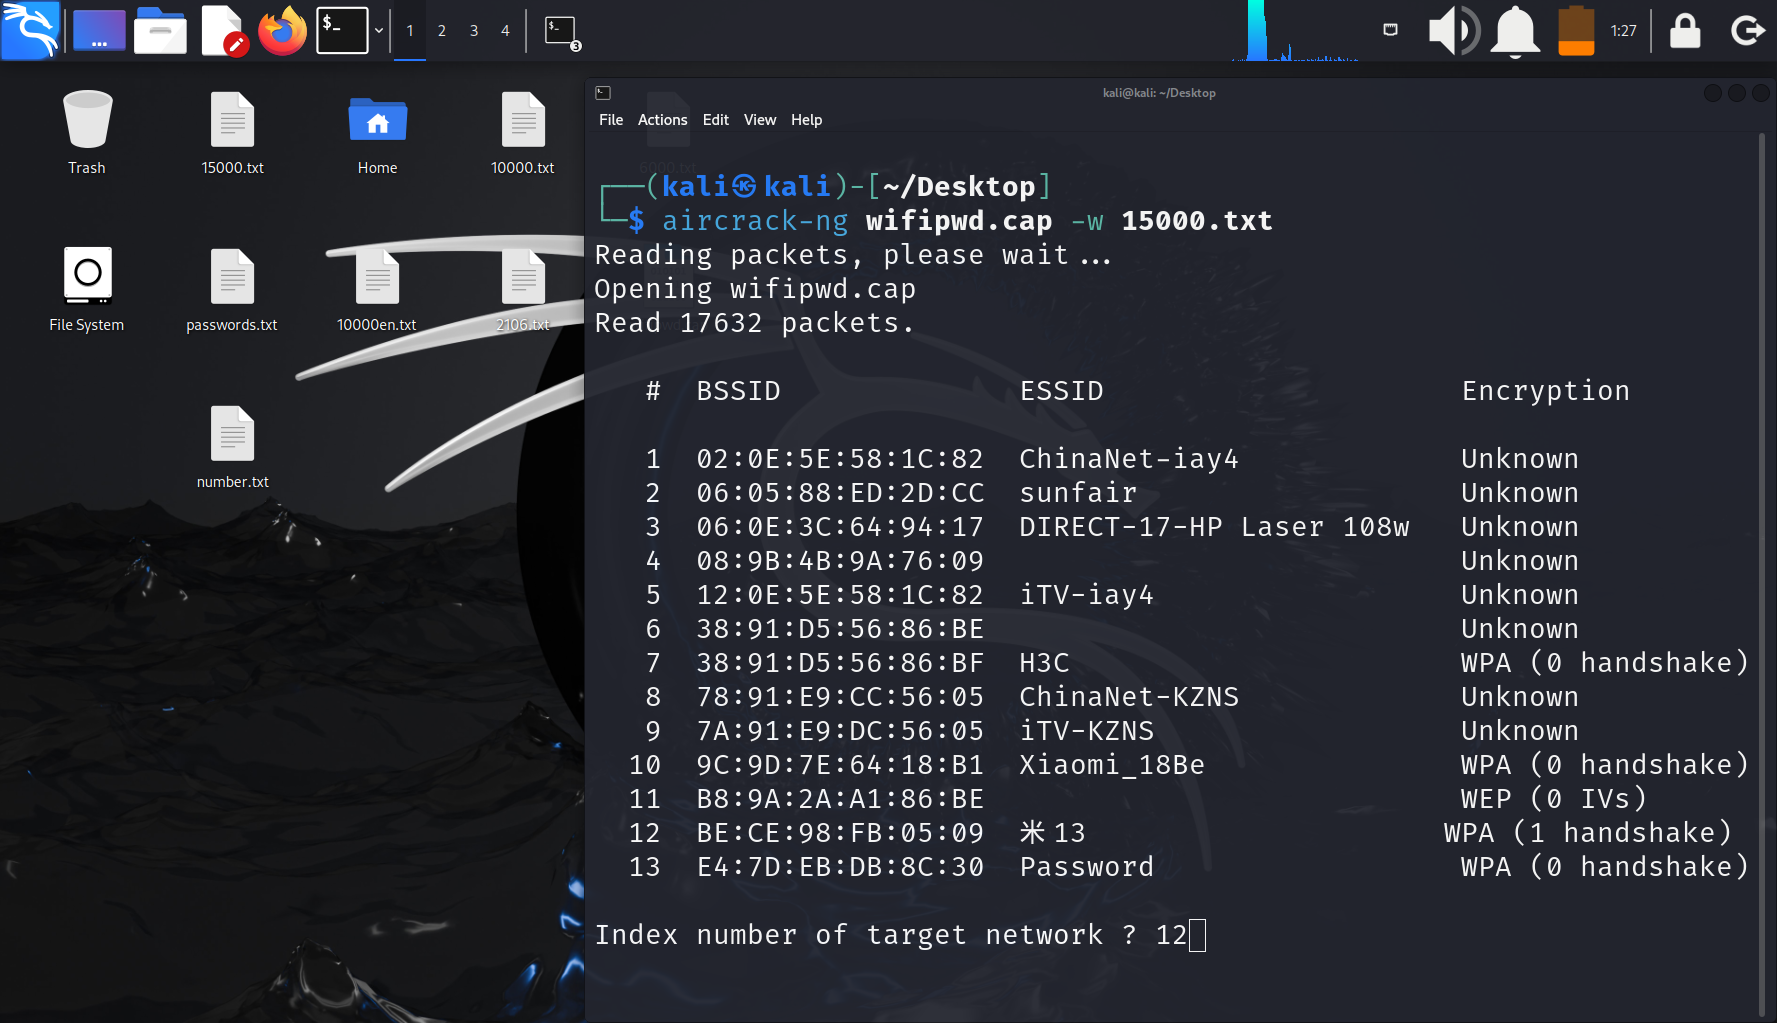 1 2 3 4
$_
$_ 3
1:27
Trash
15000.txt
Home
10000.txt
File System
passwords.txt
10000en.txt
2106.txt
number.txt
kali@kali: ~/Desktop
File Actions Edit View Help
(kali㉿kali)-[~/Desktop]
$ aircrack-ng wifipwd.cap -w 15000.txt
Reading packets, please wait...
Opening wifipwd.cap
Read 17632 packets.
# BSSID ESSID Encryption
1 02:0E:5E:58:1C:82 ChinaNet-iay4 Unknown
2 06:05:88:ED:2D:CC sunfair Unknown
3 06:0E:3C:64:94:17 DIRECT-17-HP Laser 108w Unknown
4 08:9B:4B:9A:76:09 Unknown
5 12:0E:5E:58:1C:82 iTV-iay4 Unknown
6 38:91:D5:56:86:BE Unknown
7 38:91:D5:56:86:BF H3C WPA (0 handshake)
8 78:91:E9:CC:56:05 ChinaNet-KZNS Unknown
9 7A:91:E9:DC:56:05 iTV-KZNS Unknown
10 9C:9D:7E:64:18:B1 Xiaomi_18Be WPA (0 handshake)
11 B8:9A:2A:A1:86:BE WEP (0 IVs)
12 BE:CE:98:FB:05:09 米13 WPA (1 handshake)
13 E4:7D:EB:DB:8C:30 Password WPA (0 handshake)
Index number of target network ? 12